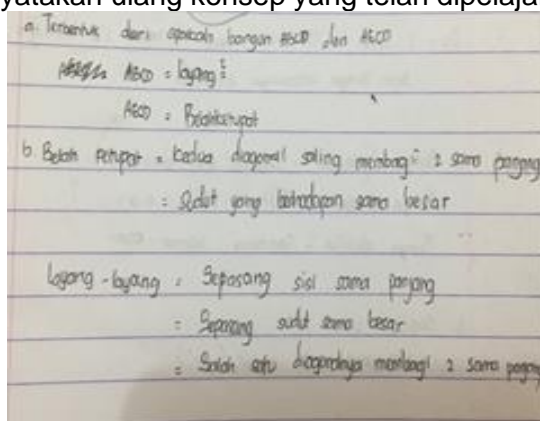 yatakan ulang konsep yang telah dipelaja
a. Terbentuk dari apakah bangun ABCD dan AECD
ABCD = layang²
AECD = Belahketupat
b. Belah ketupat = kedua diagonal saling membagi 2 sama panjang
= Sudut yang berhadapan sama besar
Layang-layang = Sepasang sisi sama panjang
= Sepasang sudut sama besar
= Salah satu diagonalnya membagi 2 sama panjang